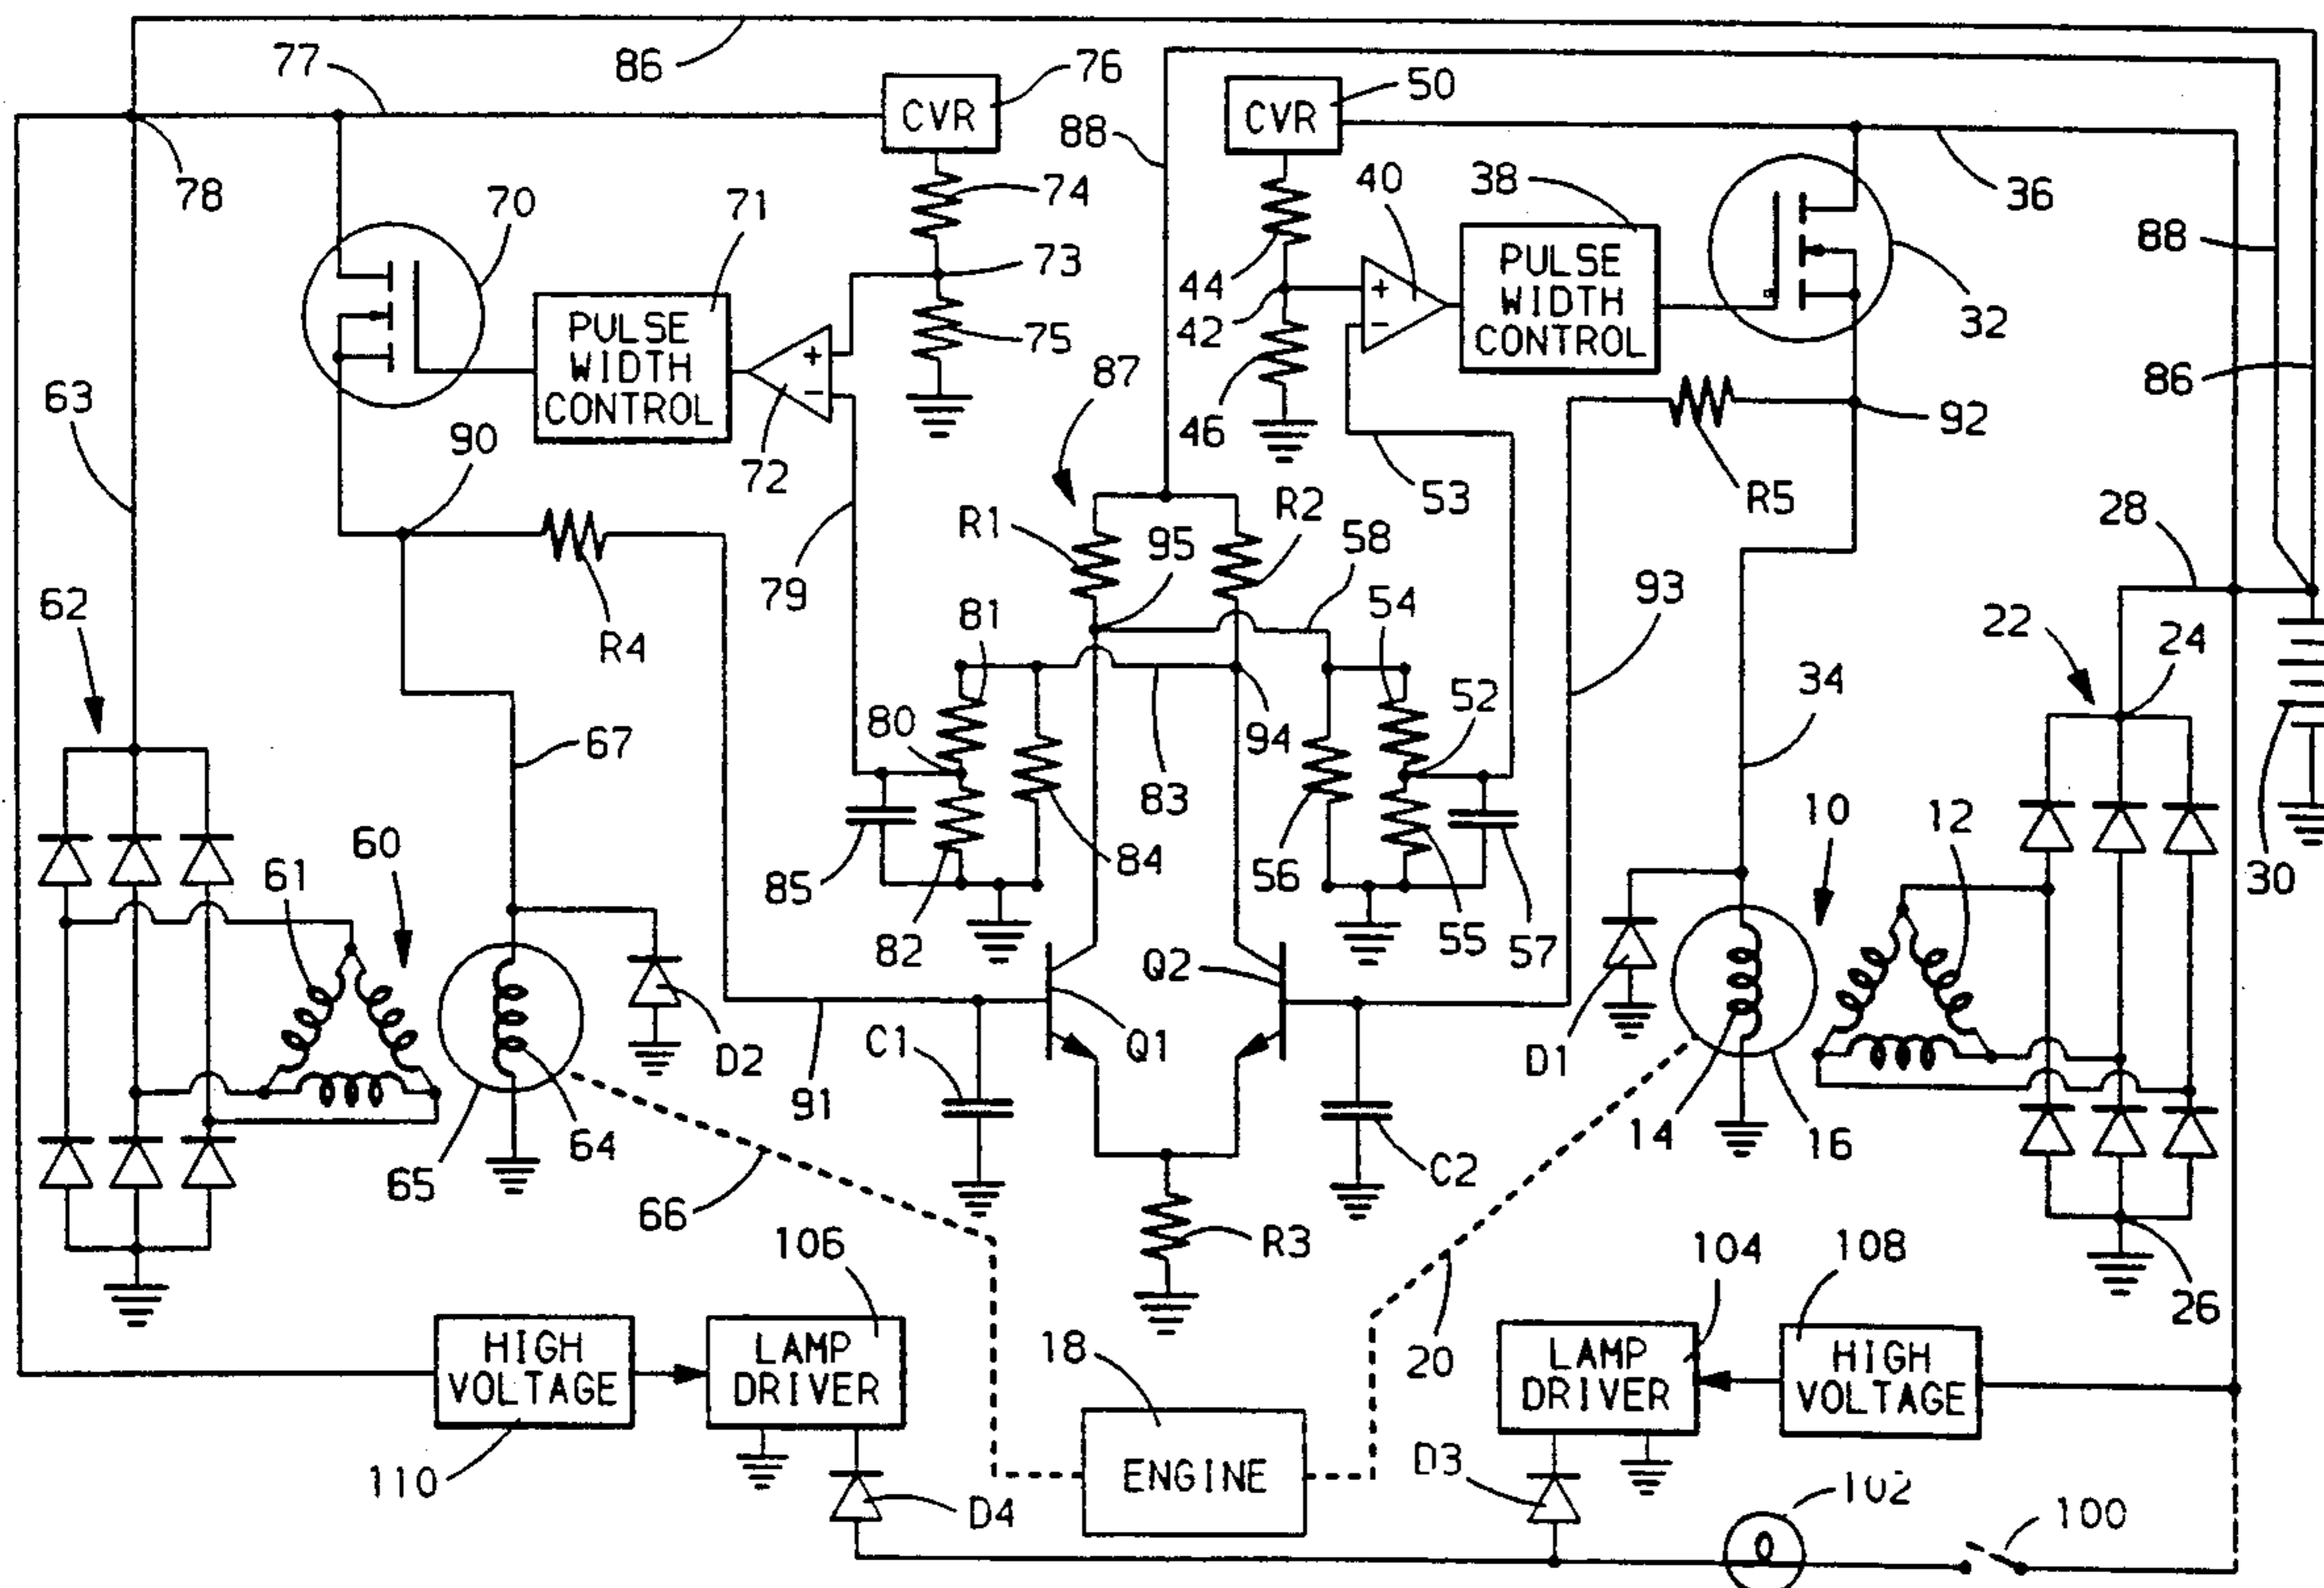 86
77
CVR
76
CVR
50
78
88
70
71
74
73
75
40
38
44
42
46
36
88
32
86
PULSE
WIDTH
CONTROL
+
-
72
PULSE
WIDTH
CONTROL
+
-
63
90
87
92
79
53
R5
R1
R2
95
58
28
62
R4
81
54
93
22
24
80
52
34
67
94
83
60
61
85
84
56
10
12
30
82
55
57
Q2
Q1
D2
C1
91
D1
64
65
66
14
16
C2
R3
106
104
108
26
HIGH
VOLTAGE
LAMP
DRIVER
18
20
LAMP
DRIVER
HIGH
VOLTAGE
110
D4
ENGINE
D3
102
100